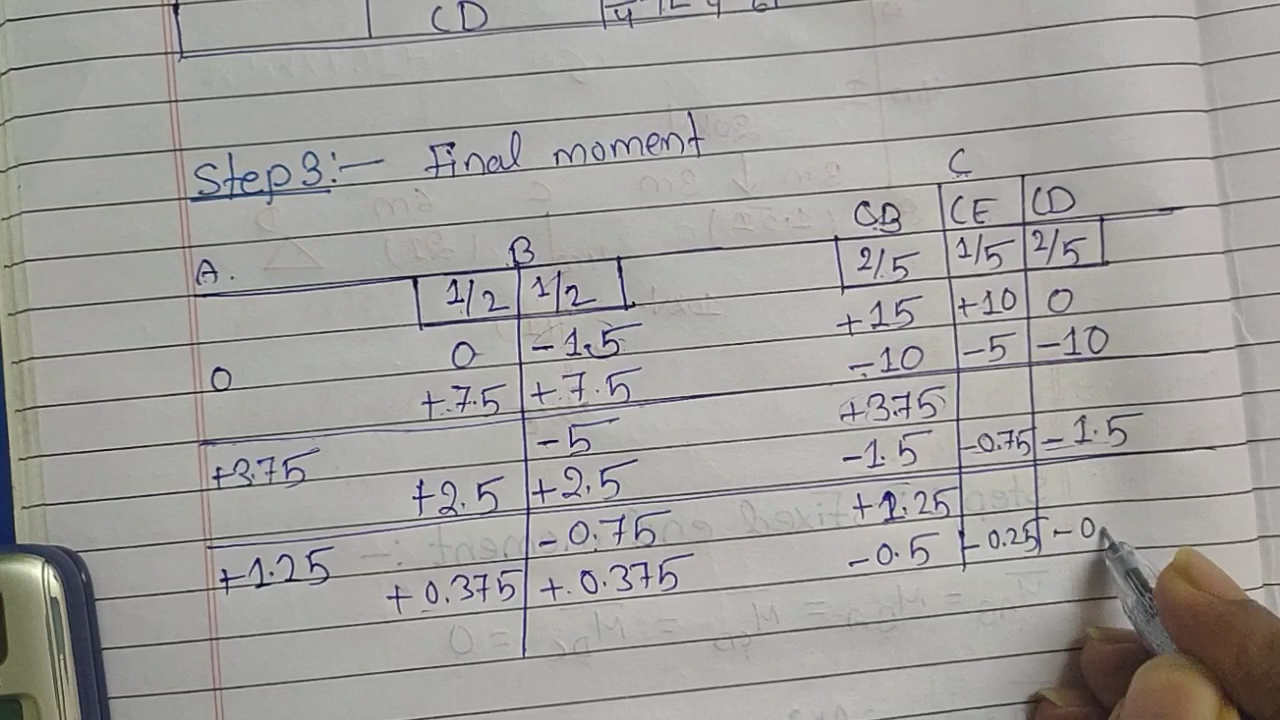 CD
Step3:- Final moment
C
CB CE CD
A. B
1/2 1/2 2/5 1/5 2/5
0 0 -1.5 +15 +10 0
+.7.5 +7.5 -10 -5 -10
-5 +3.75
+3.75 +2.5 +2.5 -1.5 -0.75 -1.5
-0.75 +1.25
+1.25 +0.375 +.0.375 -0.5 -0.25 -0